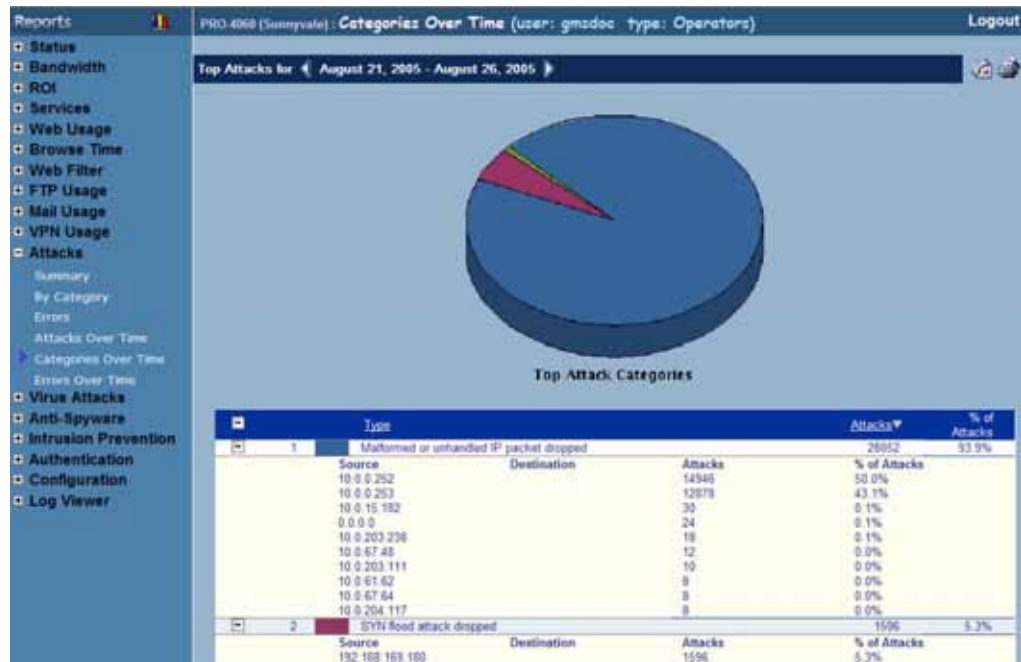 Reports
PRO 4060 (Sunnyvale) : Categories Over Time (user: gmsdoc type: Operators)
Logout
Status
Bandwidth
ROI
Services
Web Usage
Browse Time
Web Filter
FTP Usage
Mail Usage
VPN Usage
Attacks
Summary
By Category
Errors
Attacks Over Time
Categories Over Time
Errors Over Time
Virus Attacks
Anti-Spyware
Intrusion Prevention
Authentication
Configuration
Log Viewer
Top Attacks for August 21, 2005 - August 26, 2005
Top Attack Categories
Type Attacks % of Attacks
1 Malformed or unhandled IP packet dropped 28052 93.9%
Source Destination Attacks % of Attacks
10.0.0.252 14946 50.0%
10.0.0.253 12878 43.1%
10.0.15.182 30 0.1%
0.0.0.0 24 0.1%
10.0.203.238 18 0.1%
10.0.67.48 12 0.0%
10.0.203.111 10 0.0%
10.0.61.62 8 0.0%
10.0.67.64 8 0.0%
10.0.204.117 8 0.0%
2 SYN flood attack dropped 1596 5.3%
Source Destination Attacks % of Attacks
192.168.169.180 1596 5.3%